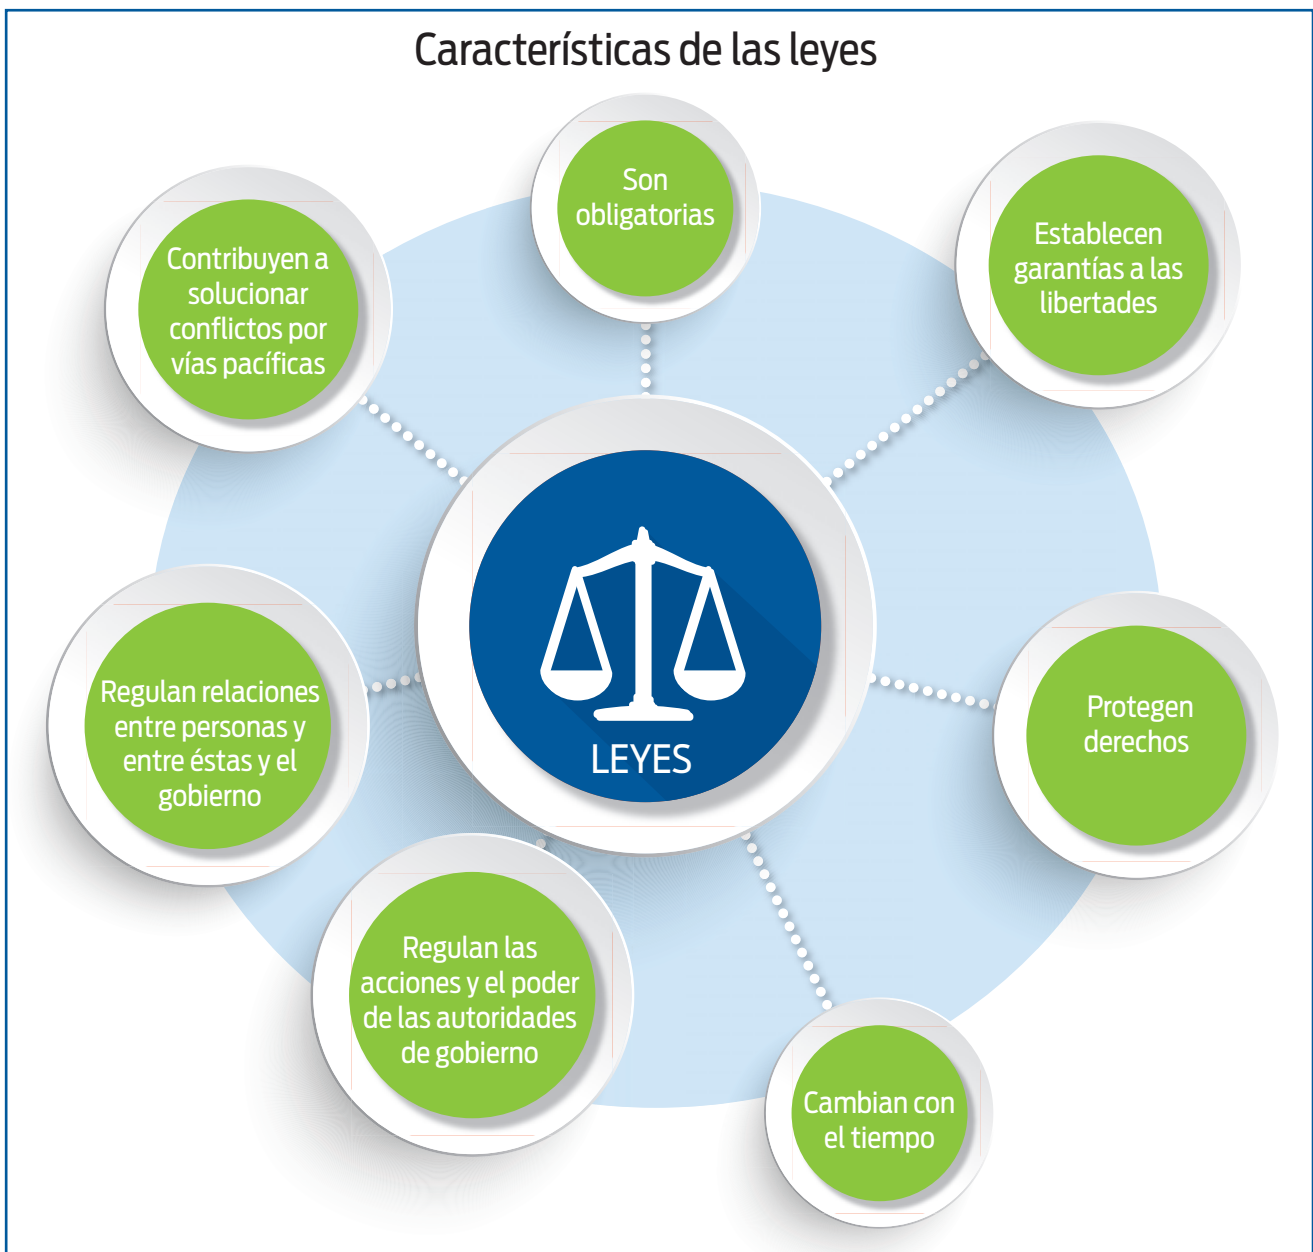 Características de las leyes
Son
obligatorias
Establecen
garantías a las
libertades
Contribuyen a
solucionar
conflictos por
vías pacíficas
LEYES
Regulan relaciones
entre personas y
entre éstas y el
gobierno
Protegen
derechos
Regulan las
acciones y el poder
de las autoridades
de gobierno
Cambian con
el tiempo